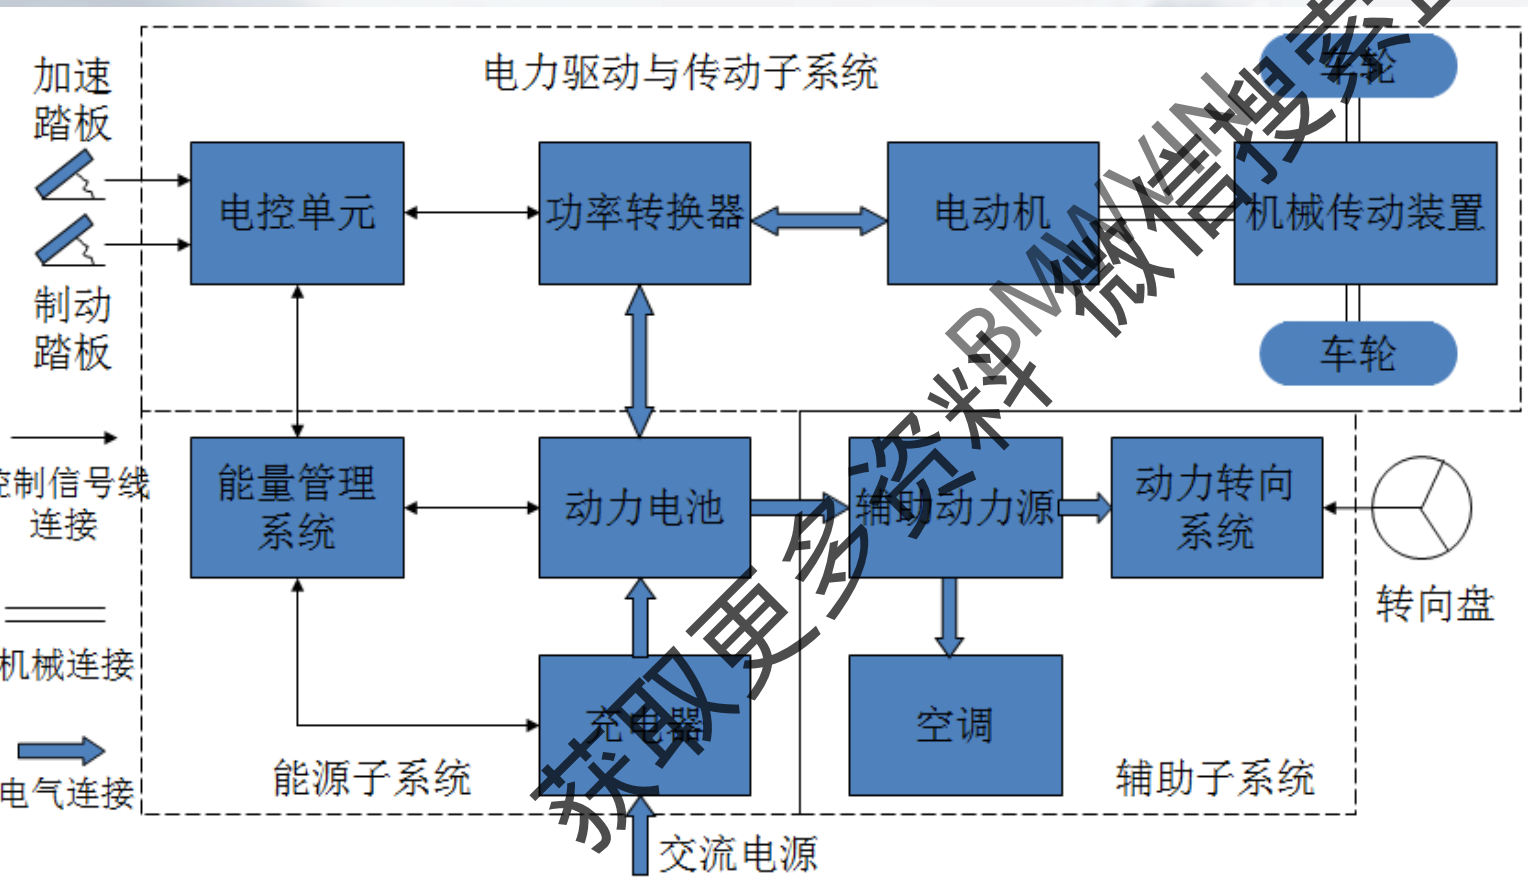 电力驱动与传动子系统
加速
踏板
制动
踏板
车轮
电控单元
功率转换器
电动机
机械传动装置
车轮
控制信号线
连接
机械连接
电气连接
能量管理
系统
动力电池
辅助动力源
动力转向
系统
转向盘
充电器
空调
能源子系统
辅助子系统
交流电源
获取更多资料 BMWVIN 微信搜索